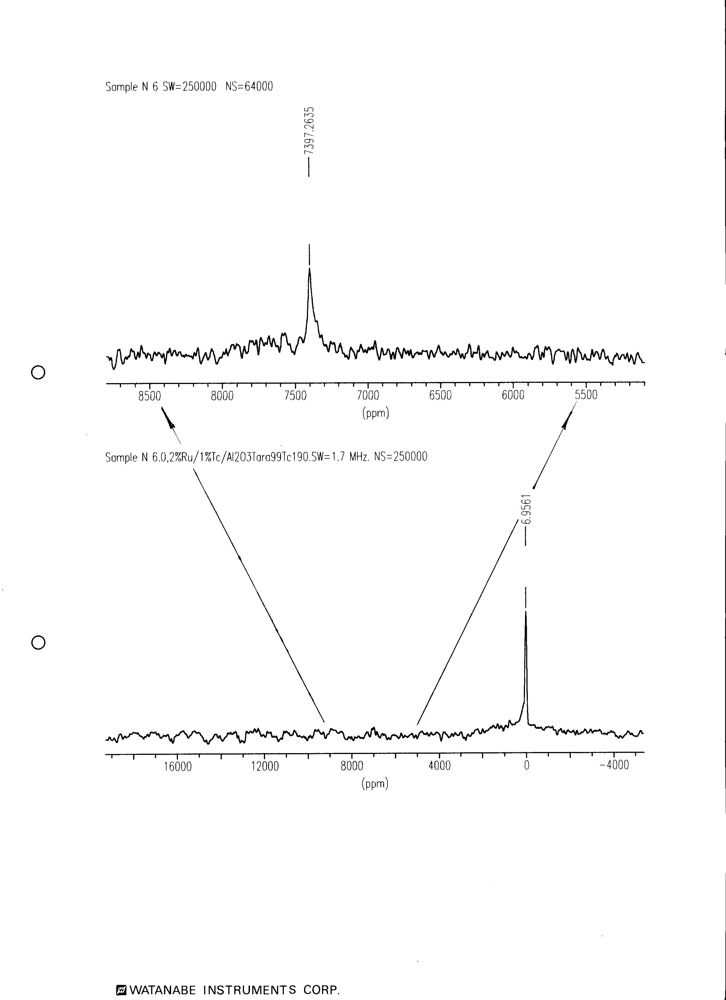 Sample N 6 SW=250000 NS=64000
7397.2635
8500 8000 7500 7000 6500 6000 5500
(ppm)
Sample N 6.0,2%Ru/1%Tc/Al2O3Tara99Tc190.SW=1.7 MHz. NS=250000
6.9561
16000 12000 8000 4000 0 -4000
(ppm)
WATANABE INSTRUMENTS CORP.